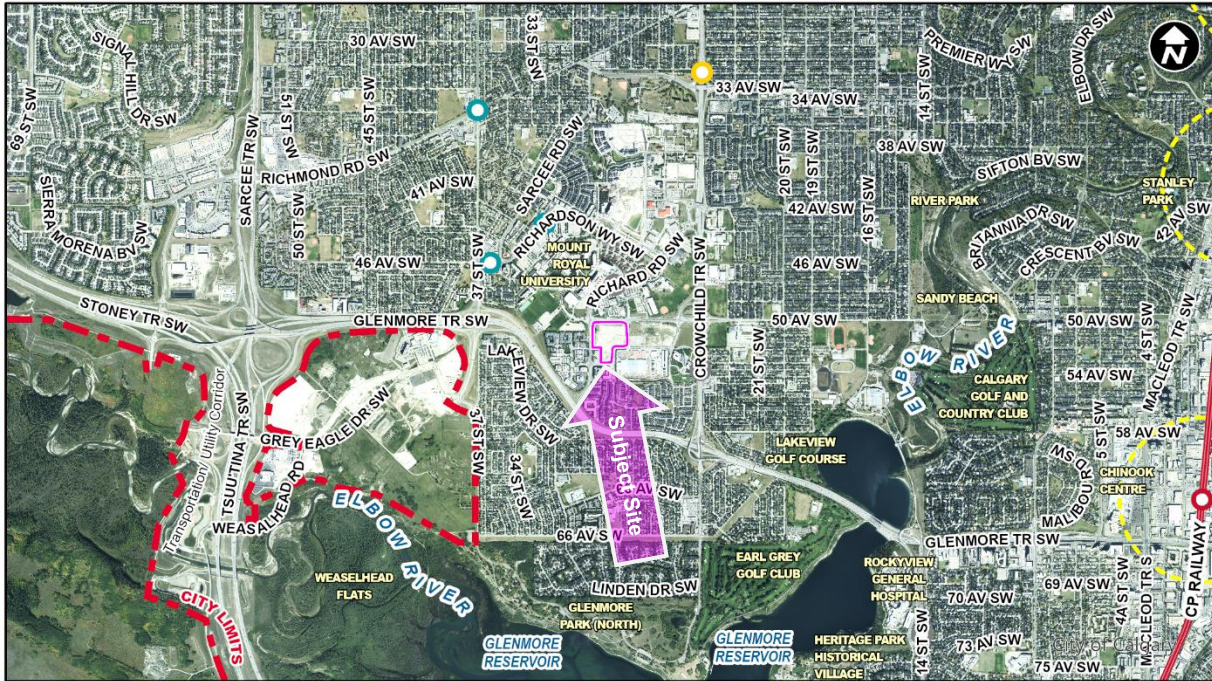 30 AV SW
33 ST SW
PREMIER WY SW
ELBOW DR SW
N
SIGNAL HILL DR SW
69 ST SW
SARCEE TR SW
51 ST SW
45 ST SW
33 AV SW
34 AV SW
14 ST SW
RICHMOND RD SW
SARCEE RD SW
38 AV SW
SIFTON BV SW
41 AV SW
20 ST SW
19 ST SW
STANLEY
PARK
SIERRA MORENA BV SW
50 ST SW
RICHARDSON WY SW
42 AV SW
16 ST SW
RIVER PARK
BRITANNIA DR SW
42 AV SW
CRESCENT BV SW
46 AV SW
37 ST SW
MOUNT
ROYAL
UNIVERSITY
RICHARD RD SW
CROWCHILD TR SW
46 AV SW
SANDY BEACH
STONEY TR SW
GLENMORE TR SW
50 AV SW
50 AV SW
4 ST SW
MACLEOD TR SW
LAKEVIEW DR SW
21 ST SW
ELBOW RIVER
CALGARY
GOLF AND
COUNTRY CLUB
54 AV SW
Transportation/ Utility Corridor
TSUUT'INA TR SW
GREY EAGLE DR SW
37 ST SW
34 ST SW
Subject Site
LAKEVIEW
GOLF COURSE
5 ST SW
58 AV SW
CHINOOK
CENTRE
WEASALHEAD RD
63 AV SW
MALIBOU RD SW
ELBOW RIVER
66 AV SW
GLENMORE TR SW
CITY LIMITS
WEASELHEAD
FLATS
LINDEN DR SW
EARL GREY
GOLF CLUB
ROCKYVIEW
GENERAL
HOSPITAL
69 AV SW
70 AV SW
4A ST SW
MACLEOD TR S
CP RAILWAY
GLENMORE
PARK (NORTH)
GLENMORE
RESERVOIR
GLENMORE
RESERVOIR
HERITAGE PARK
HISTORICAL
VILLAGE
14 ST SW
73 AV SW
75 AV SW
City of Calgary